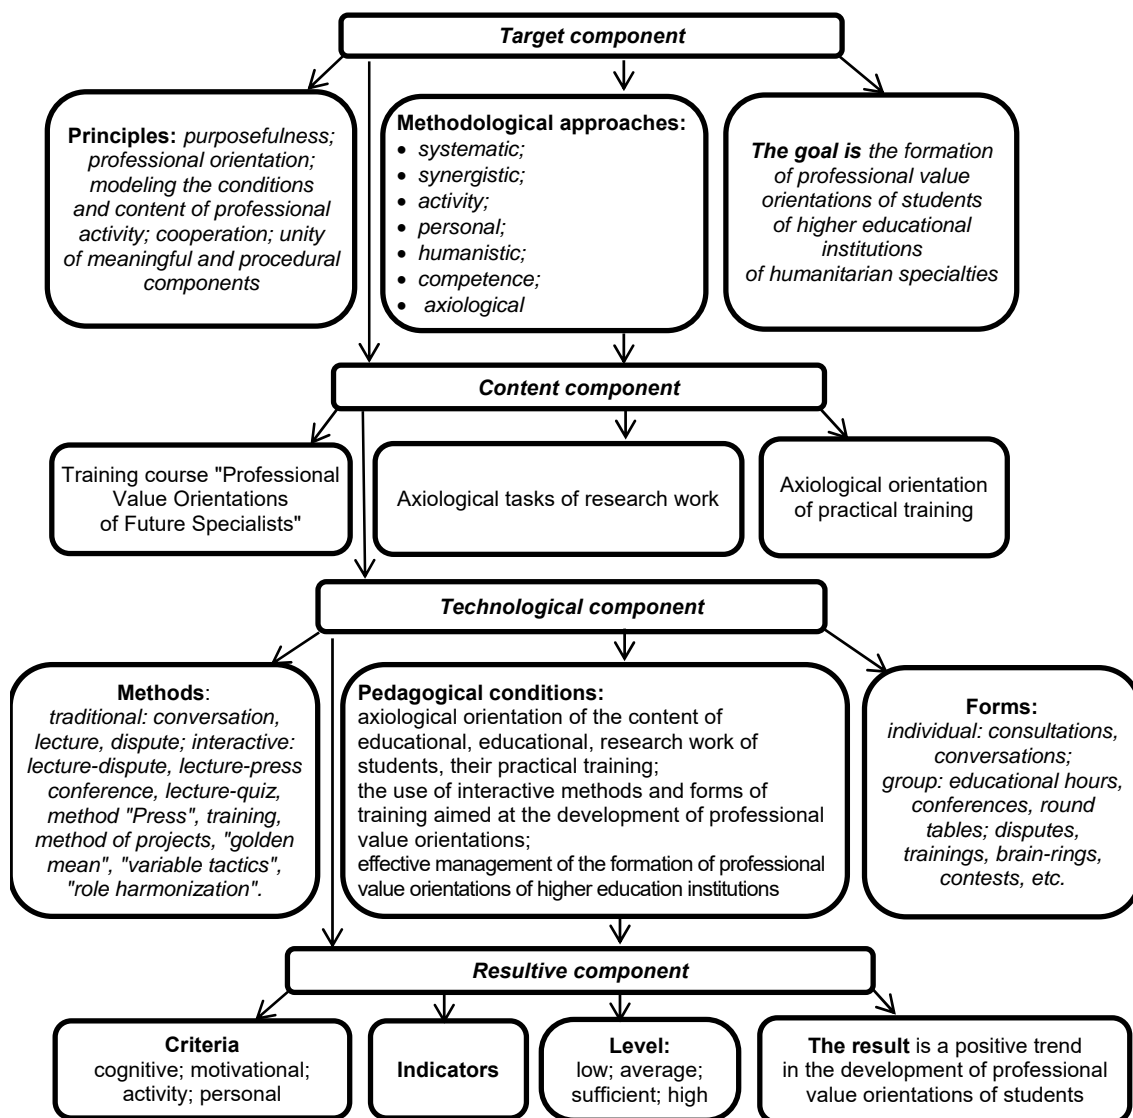 Target component
Principles: purposefulness;
professional orientation;
modeling the conditions
and content of professional
activity; cooperation; unity
of meaningful and procedural
components
Methodological approaches:
• systematic;
• synergistic;
• activity;
• personal;
• humanistic;
• competence;
• axiological
The goal is the formation
of professional value
orientations of students
of higher educational
institutions
of humanitarian specialties
Content component
Training course "Professional
Value Orientations
of Future Specialists"
Axiological tasks of research work
Axiological orientation
of practical training
Technological component
Methods:
traditional: conversation,
lecture, dispute; interactive:
lecture-dispute, lecture-press
conference, lecture-quiz,
method "Press", training,
method of projects, "golden
mean", "variable tactics",
"role harmonization".
Pedagogical conditions:
axiological orientation of the content of
educational, educational, research work of
students, their practical training;
the use of interactive methods and forms of
training aimed at the development of professional
value orientations;
effective management of the formation of professional
value orientations of higher education institutions
Forms:
individual: consultations,
conversations;
group: educational hours,
conferences, round
tables; disputes,
trainings, brain-rings,
contests, etc.
Resultive component
Criteria
cognitive; motivational;
activity; personal
Indicators
Level:
low; average;
sufficient; high
The result is a positive trend
in the development of professional
value orientations of students